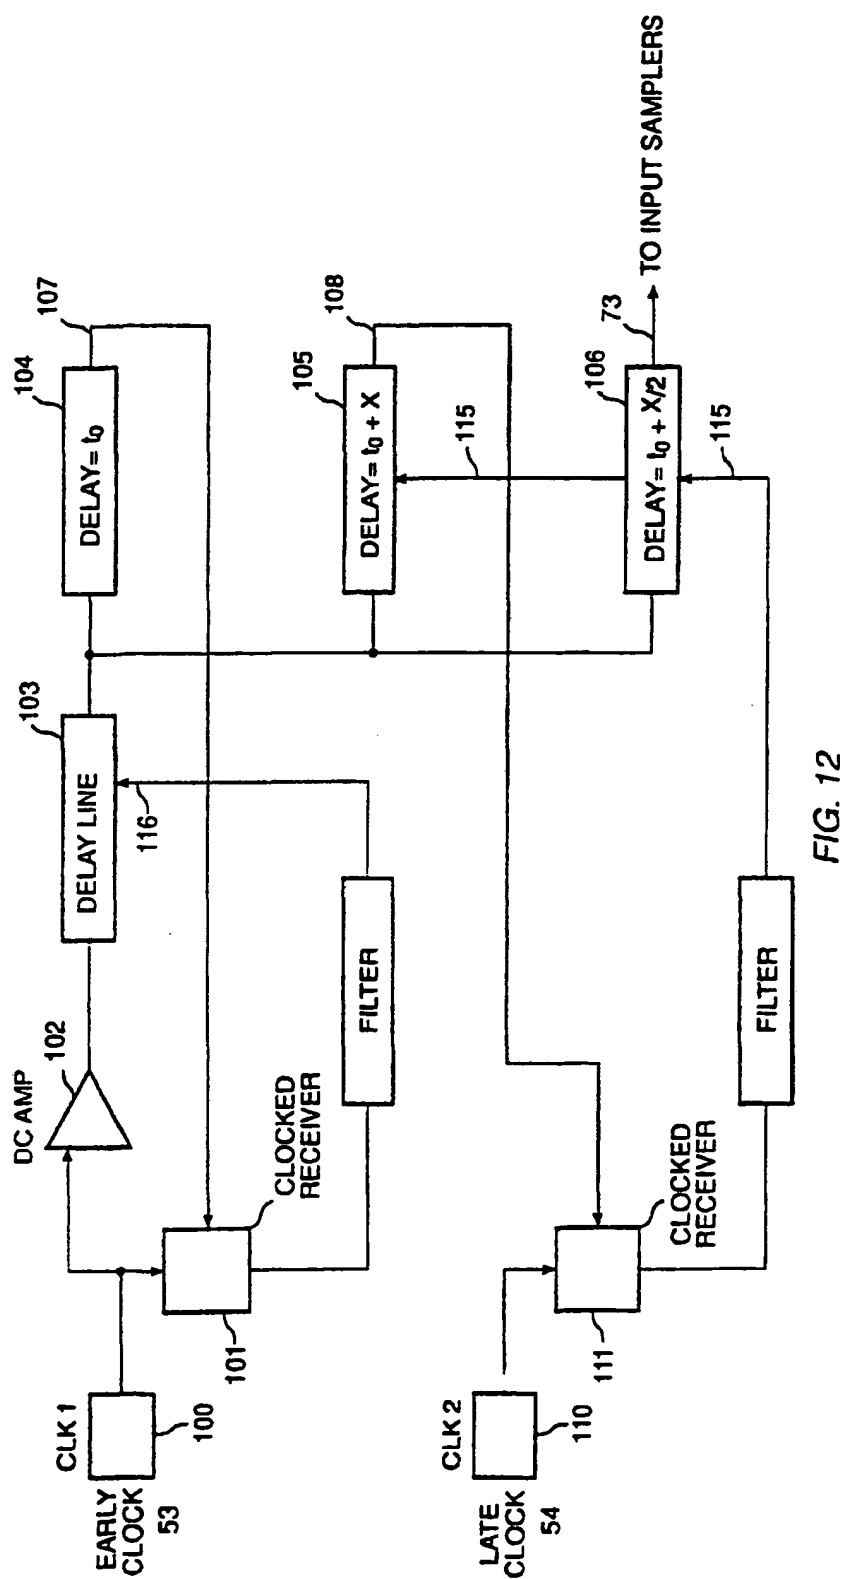 EARLY
CLOCK
53
CLK 1
100
DC AMP
102
101
CLOCKED
RECEIVER
DELAY LINE
103
116
FILTER
DELAY= t0
104
107
DELAY= t0 + X
105
108
115
DELAY= t0 + X/2
106
73
TO INPUT SAMPLERS
115
LATE
CLOCK
54
CLK 2
110
111
CLOCKED
RECEIVER
FILTER
FIG. 12